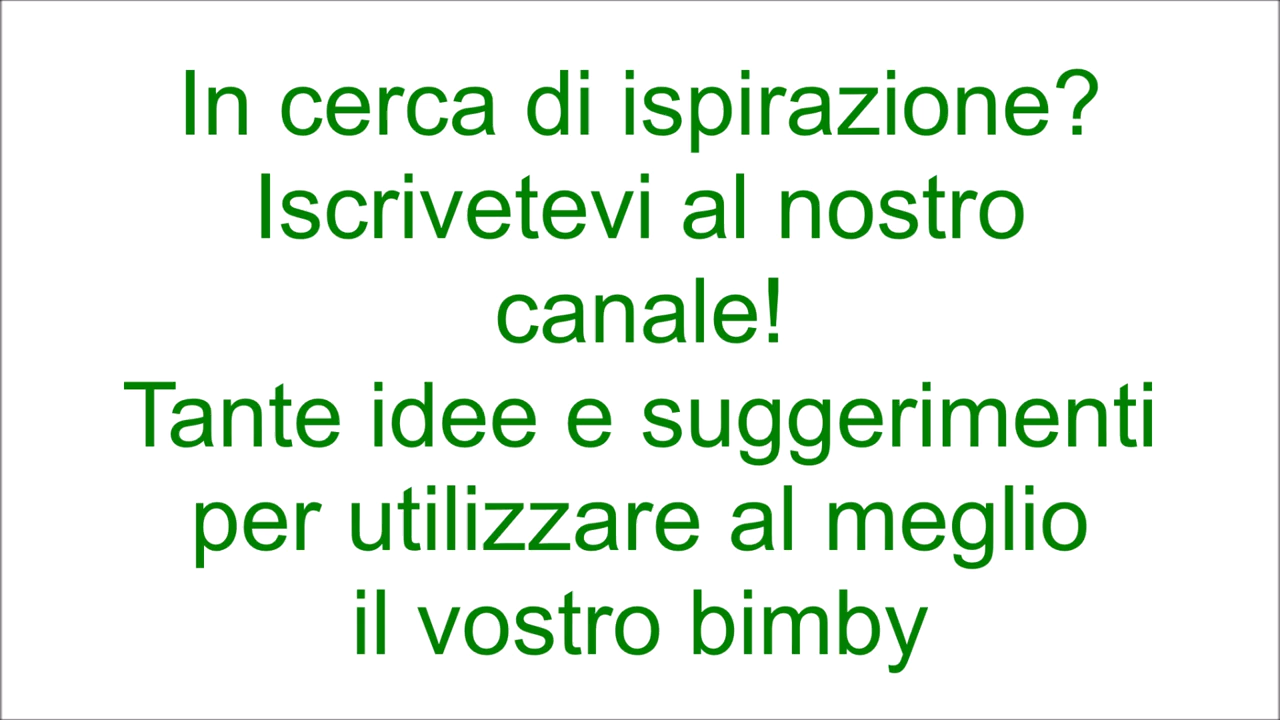 In cerca di ispirazione?
Iscrivetevi al nostro
canale!
Tante idee e suggerimenti
per utilizzare al meglio
il vostro bimby